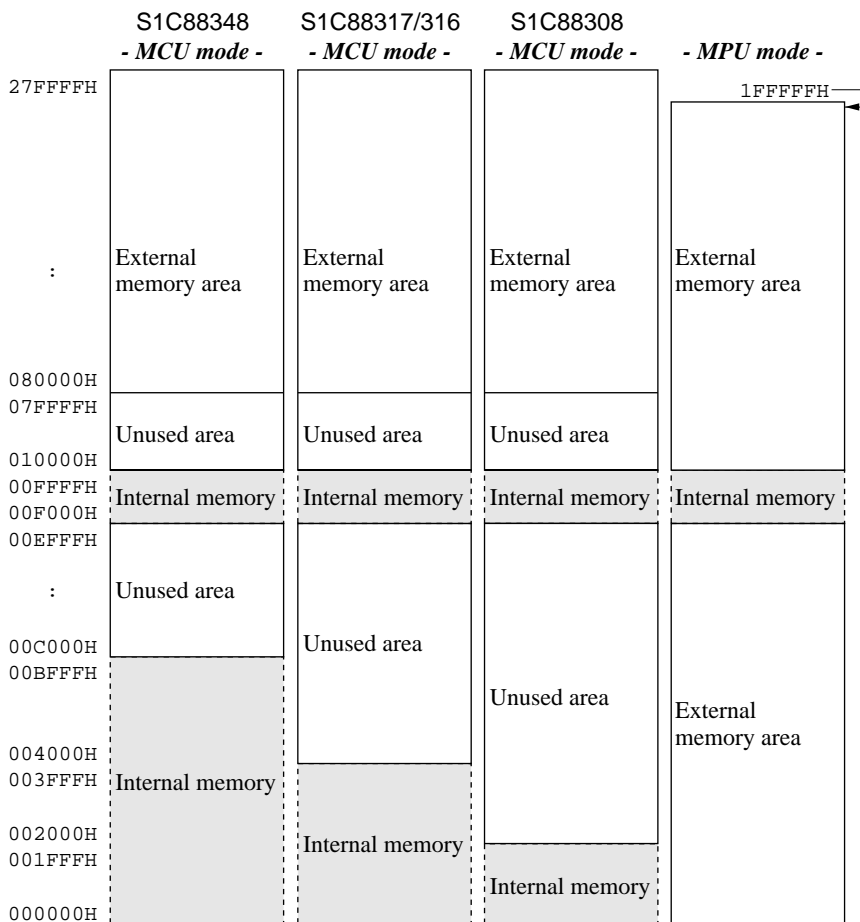 S1C88348 S1C88317/316 S1C88308
- MCU mode - - MCU mode - - MCU mode - - MPU mode -
27FFFFH 1FFFFFH
External External External External
: memory area memory area memory area memory area
080000H
07FFFFH
Unused area Unused area Unused area
010000H
00FFFFH
Internal memory Internal memory Internal memory Internal memory
00F000H
00EFFFH
: Unused area
00C000H Unused area
00BFFFH
Unused area External
memory area
004000H
003FFFH Internal memory
002000H
Internal memory
001FFFH
Internal memory
000000H